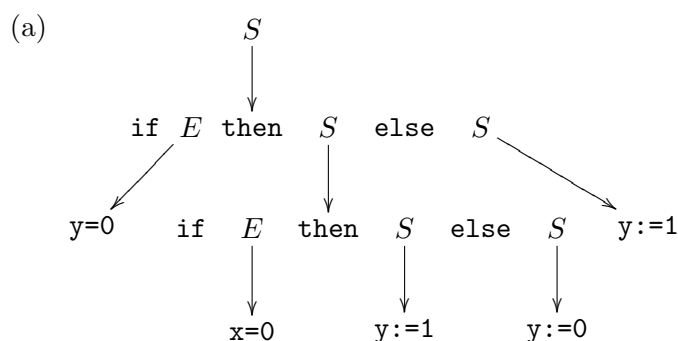 (a) S
if E then S else S
y=0 if E then S else S y:=1
x=0 y:=1 y:=0